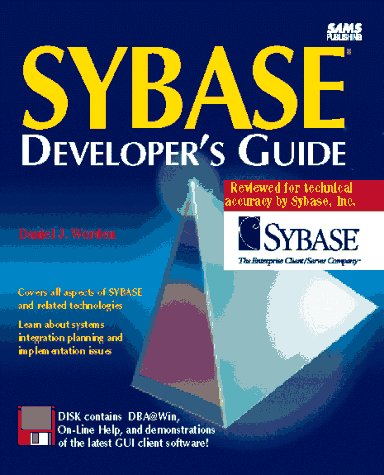 SAMS
PUBLISHING
SYBASE®
DEVELOPER'S GUIDE
Reviewed for technical
accuracy by Sybase, Inc.
Daniel J. Worden
SYBASE
The Enterprise Client/Server Company™
Covers all aspects of SYBASE
and related technologies
Learn about systems
integration planning and
implementation issues
DISK contains DBA@Win,
On-Line Help, and demonstrations
of the latest GUI client software!